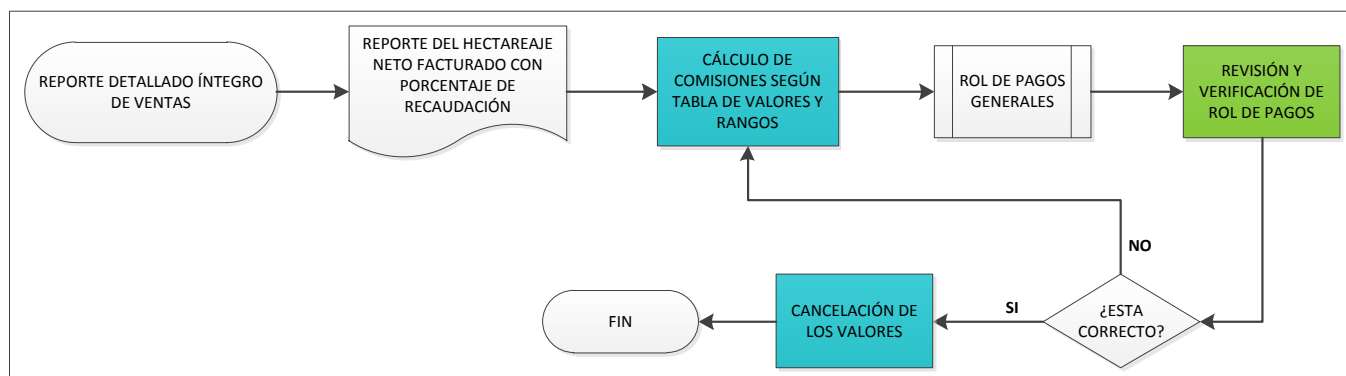 REPORTE DETALLADO ÍNTEGRO
DE VENTAS
REPORTE DEL HECTAREAJE
NETO FACTURADO CON
PORCENTAJE DE
RECAUDACIÓN
CÁLCULO DE
COMISIONES SEGÚN
TABLA DE VALORES Y
RANGOS
ROL DE PAGOS
GENERALES
REVISIÓN Y
VERIFICACIÓN DE
ROL DE PAGOS
NO
¿ESTA
CORRECTO?
SI
CANCELACIÓN DE
LOS VALORES
FIN